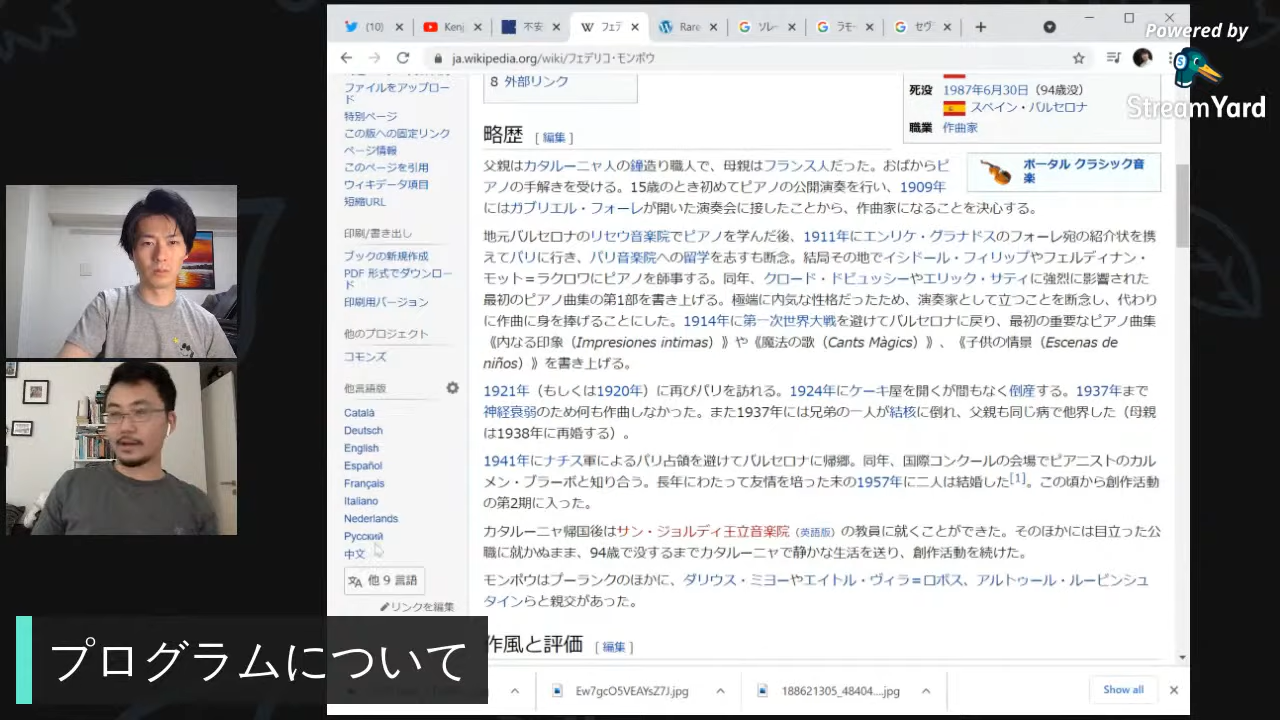 (10)
Kenj
不安
フェデ
Rare
ソレー
ラモー
セヴ
ja.wikipedia.org/wiki/フェデリコ・モンポウ
Powered by
StreamYard
ファイルをアップロー
ド
特別ページ
この版への固定リンク
ページ情報
このページを引用
ウィキデータ項目
短縮URL
印刷/書き出し
ブックの新規作成
PDF 形式でダウンロー
ド
印刷用バージョン
他のプロジェクト
コモンズ
他言語版
Català
Deutsch
English
Español
Français
Italiano
Nederlands
Русский
中文
他 9 言語
リンクを編集
8 外部リンク
死没 1987年6月30日（94歳没）
スペイン・バルセロナ
職業 作曲家
ポータル クラシック音
楽
略歴 [ 編集 ]
父親はカタルーニャ人の鐘造り職人で、母親はフランス人だった。おばからピ
アノの手解きを受ける。15歳のとき初めてピアノの公開演奏を行い、1909年
にはガブリエル・フォーレが開いた演奏会に接したことから、作曲家になることを決心する。
地元バルセロナのリセウ音楽院でピアノを学んだ後、1911年にエンリケ・グラナドスのフォーレ宛の紹介状を携
えてパリに行き、パリ音楽院への留学を志すも断念。結局その地でイシドール・フィリップやフェルディナン・
モット＝ラクロワにピアノを師事する。同年、クロード・ドビュッシーやエリック・サティに強烈に影響された
最初のピアノ曲集の第1部を書き上げる。極端に内気な性格だったため、演奏家として立つことを断念し、代わり
に作曲に身を捧げることにした。1914年に第一次世界大戦を避けてバルセロナに戻り、最初の重要なピアノ曲集
《内なる印象（Impresiones intimas）》や《魔法の歌（Cants Màgics）》、《子供の情景（Escenas de
niños）》を書き上げる。
1921年（もしくは1920年）に再びパリを訪れる。1924年にケーキ屋を開くが間もなく倒産する。1937年まで
神経衰弱のため何も作曲しなかった。また1937年には兄弟の一人が結核に倒れ、父親も同じ病で他界した（母親
は1938年に再婚する）。
1941年にナチス軍によるパリ占領を避けてバルセロナに帰郷。同年、国際コンクールの会場でピアニストのカル
メン・ブラーボと知り合う。長年にわたって友情を培った末の1957年に二人は結婚した[1]。この頃から創作活動
の第2期に入った。
カタルーニャ帰国後はサン・ジョルディ王立音楽院（英語版）の教員に就くことができた。そのほかには目立った公
職に就かぬまま、94歳で没するまでカタルーニャで静かな生活を送り、創作活動を続けた。
モンポウはプーランクのほかに、ダリウス・ミヨーやエイトル・ヴィラ＝ロボス、アルトゥール・ルービンシュ
タインらと親交があった。
作風と評価 [ 編集 ]
プログラムについて
Ew7gcO5VEAYsZ7J.jpg
188621305_48404....jpg
Show all